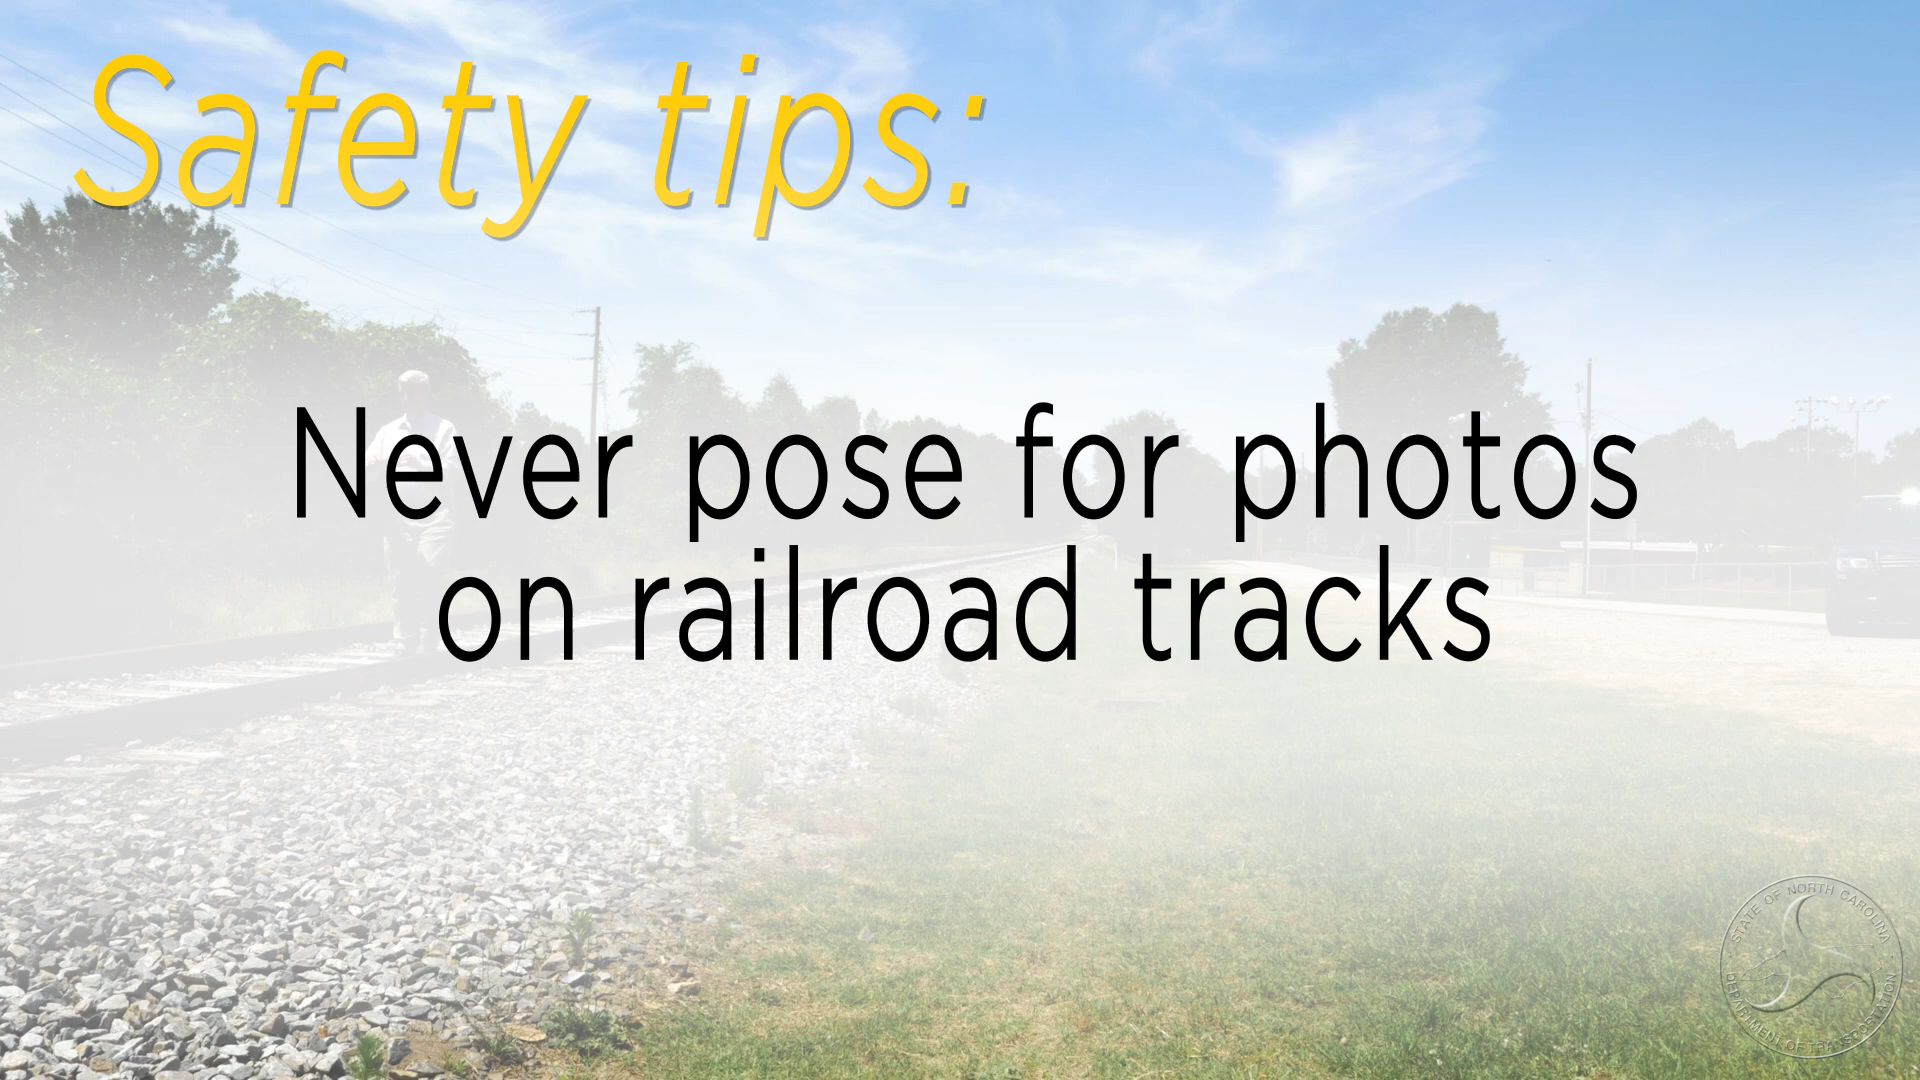 Safety tips:
Never pose for photos
on railroad tracks
STATE OF NORTH CAROLINA
DEPARTMENT OF TRANSPORTATION